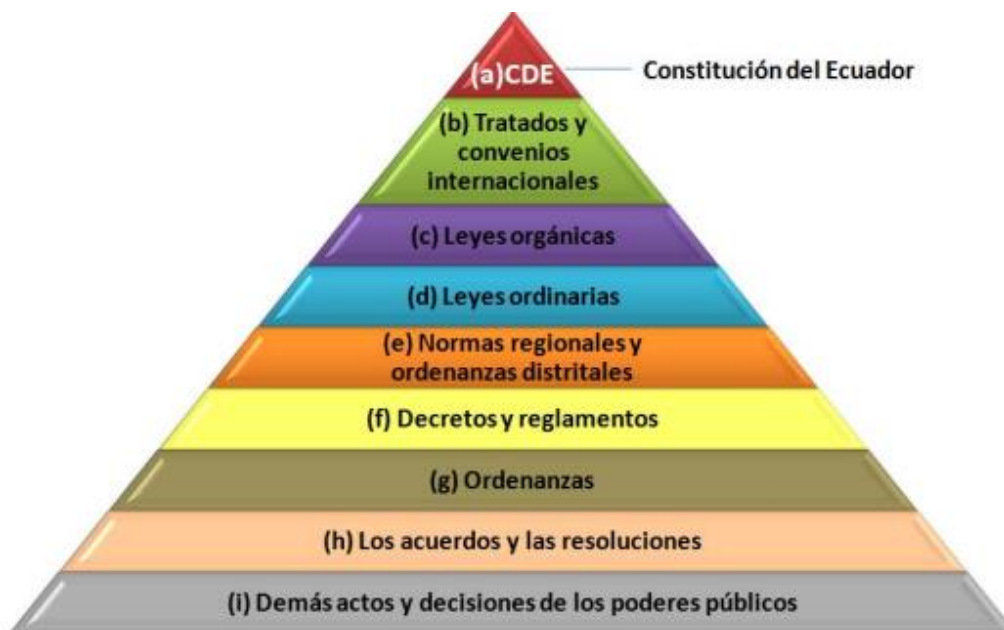 (a)CDE
Constitución del Ecuador
(b) Tratados y
convenios
internacionales
(c) Leyes orgánicas
(d) Leyes ordinarias
(e) Normas regionales y
ordenanzas distritales
(f) Decretos y reglamentos
(g) Ordenanzas
(h) Los acuerdos y las resoluciones
(i) Demás actos y decisiones de los poderes públicos